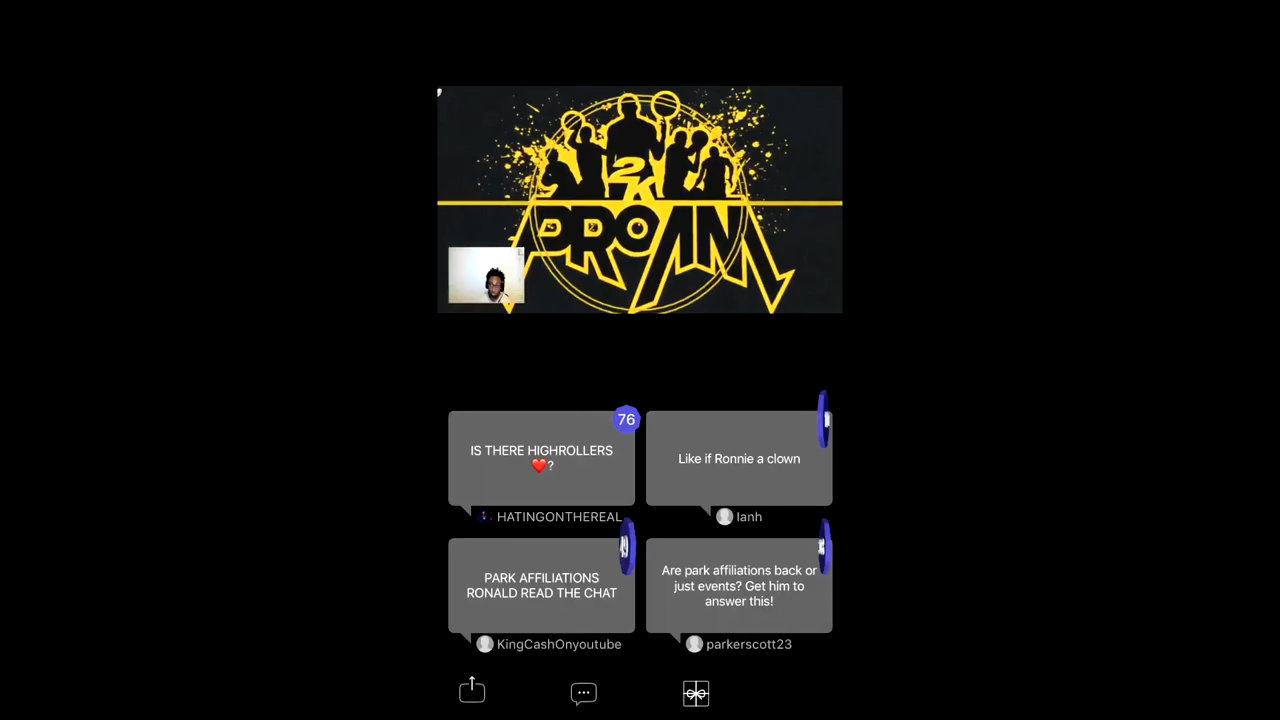 2K
PRO AM
76
IS THERE HIGHROLLERS
❤️?
HATINGONTHEREAL
Like if Ronnie a clown
Ianh
PARK AFFILIATIONS
RONALD READ THE CHAT
KingCashOnyoutube
Are park affiliations back or
just events? Get him to
answer this!
parkerscott23